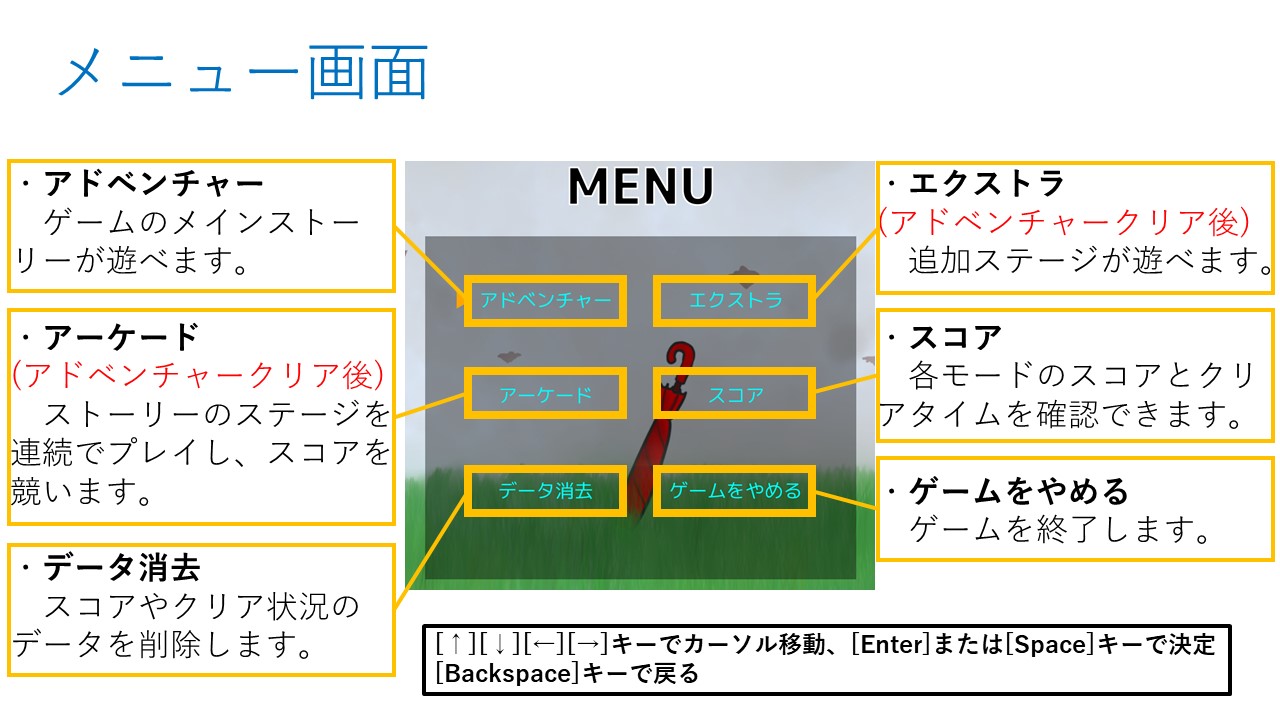 メニュー画面
・アドベンチャー
ゲームのメインストー
リーが遊べます。
・アーケード
(アドベンチャークリア後)
ストーリーのステージを
連続でプレイし、スコアを
競います。
・データ消去
スコアやクリア状況の
データを削除します。
MENU
アドベンチャー
エクストラ
アーケード
スコア
データ消去
ゲームをやめる
・エクストラ
(アドベンチャークリア後)
追加ステージが遊べます。
・スコア
各モードのスコアとクリ
アタイムを確認できます。
・ゲームをやめる
ゲームを終了します。
[↑][↓][←][→]キーでカーソル移動、[Enter]または[Space]キーで決定
[Backspace]キーで戻る